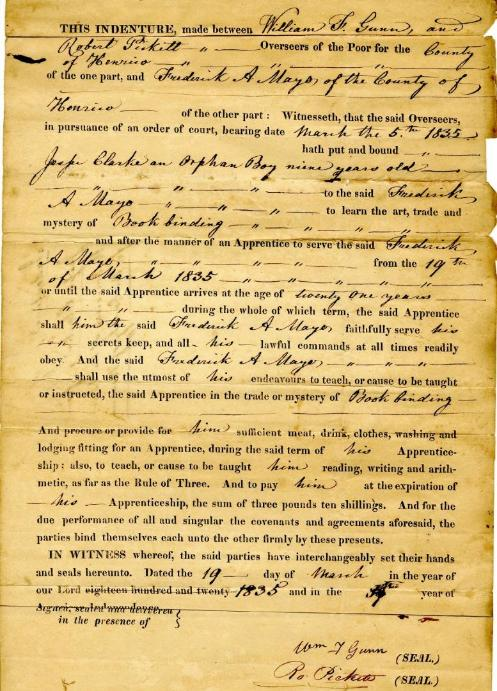 THIS INDENTURE, made between William F. Gunn, and
Robert Pickett " — Overseers of the Poor for the County
of Henrico " " " " "
of the one part, and Frederick A Mayo, of the County of
Henrico — of the other part: Witnesseth, that the said Overseers,
in pursuance of an order of court, bearing date March the 5.th 1835
hath put and bound "
Jesse Clarke an Orphan Boy nine years old —
" " " — to the said Frederick
A Mayo " " " — to learn the art, trade and
mystery of Book binding — " " "
— and after the manner of an Apprentice to serve the said Frederick
A Mayo, " " " " from the 19th
of March 1835 " " " " "
or until the said Apprentice arrives at the age of twenty one years
" " during the whole of which term, the said Apprentice
shall him the said Frederick A Mayo, faithfully serve his
— " secrets keep, and all — his — lawful commands at all times readily
obey. And the said Frederick A Mayo, " " "
— shall use the utmost of his endeavours to teach, or cause to be taught
or instructed, the said Apprentice in the trade or mystery of Book binding
And procure or provide for him sufficient meat, drink, clothes, washing and
lodging fitting for an Apprentice, during the said term of his Apprentice-
ship: also, to teach, or cause to be taught him reading, writing and arith-
metic, as far as the Rule of Three. And to pay him at the expiration of
— his — Apprenticeship, the sum of three pounds ten shillings. And for the
due performance of all and singular the covenants and agreements aforesaid, the
parties bind themselves each unto the other firmly by these presents.
IN WITNESS whereof, the said parties have interchangeably set their hands
and seals hereunto. Dated the 19 — day of March in the year of
our Lord eighteen hundred and twenty 1835 and in the year of
Signed, sealed and delivered
in the presence of }
Wm F Gunn (SEAL.)
Ro. Pickett (SEAL.)